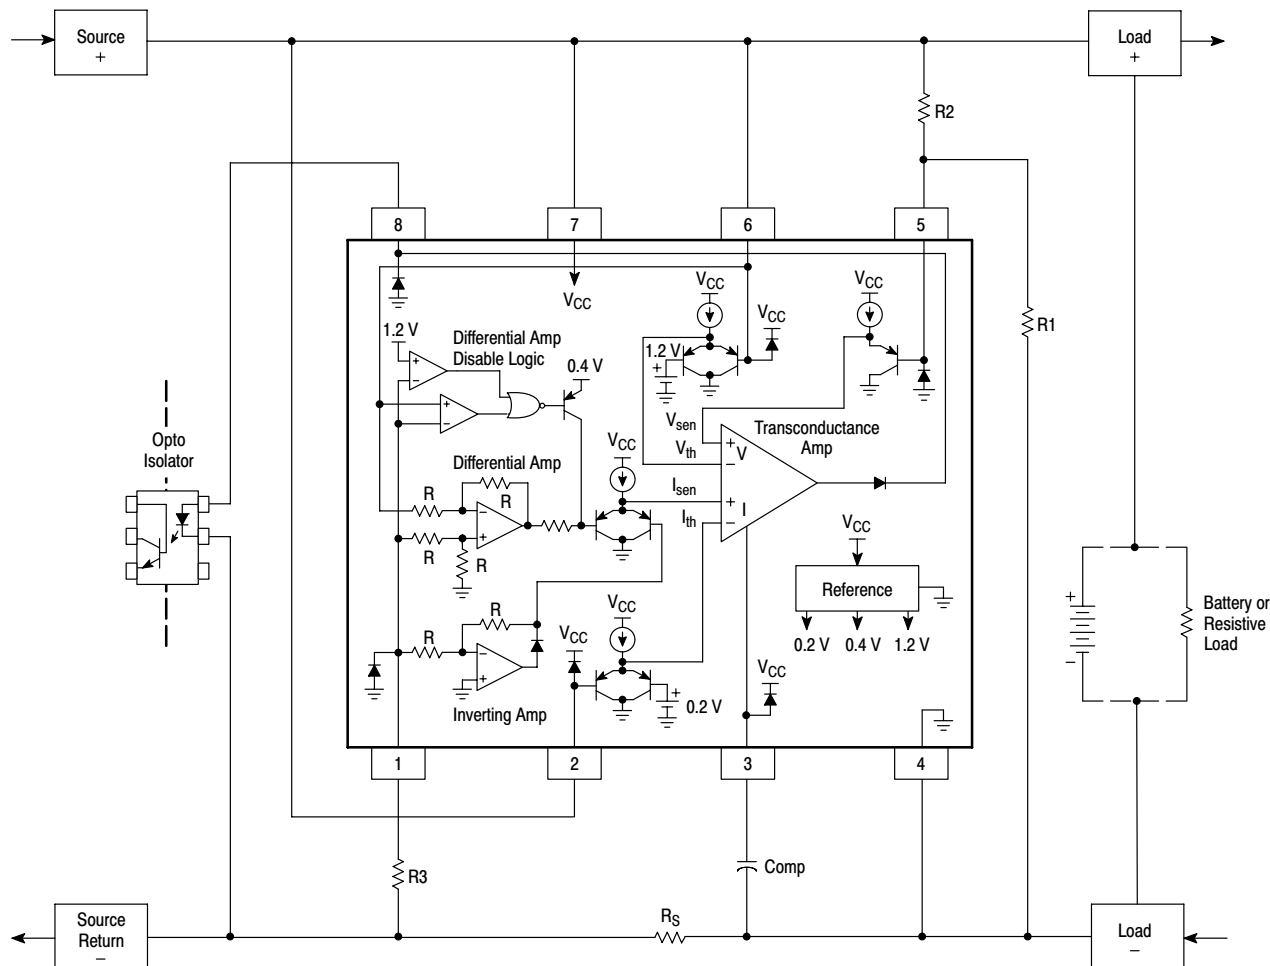 Source
+
Load
+
R2
8
7
6
5
VCC
VCC
VCC
VCC
R1
1.2 V
Differential Amp
Disable Logic
0.4 V
1.2 V
+
+
−
+
−
Opto
Isolator
Vsen
Vth
Isen
Ith
+
V
−
+
I
−
Transconductance
Amp
VCC
Differential Amp
R
R
−
+
R
R
VCC
Reference
0.2 V
0.4 V
1.2 V
R
R
−
+
Inverting Amp
VCC
VCC
+
0.2 V
VCC
+
−
Battery or
Resistive
Load
1
2
3
4
R3
Comp
RS
Source
Return
−
Load
−